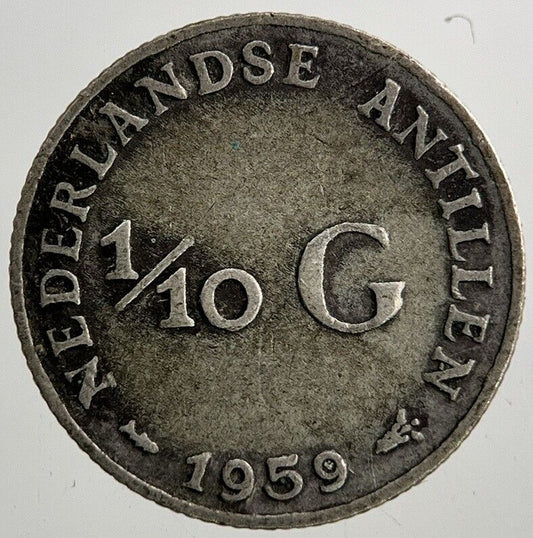 NEDERLANDSE ANTILLEN
1/10 G
1959